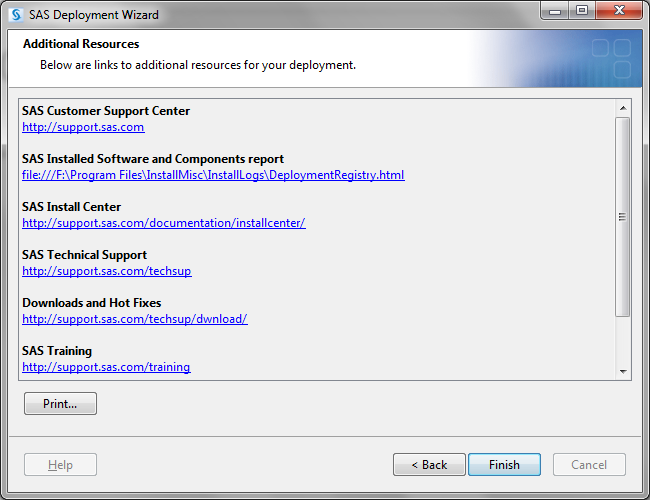 SAS Deployment Wizard
Additional Resources
Below are links to additional resources for your deployment.
SAS Customer Support Center
http://support.sas.com
SAS Installed Software and Components report
file:///F:\Program Files\InstallMisc\InstallLogs\DeploymentRegistry.html
SAS Install Center
http://support.sas.com/documentation/installcenter/
SAS Technical Support
http://support.sas.com/techsup
Downloads and Hot Fixes
http://support.sas.com/techsup/dwnload/
SAS Training
http://support.sas.com/training
Print...
Help
< Back
Finish
Cancel